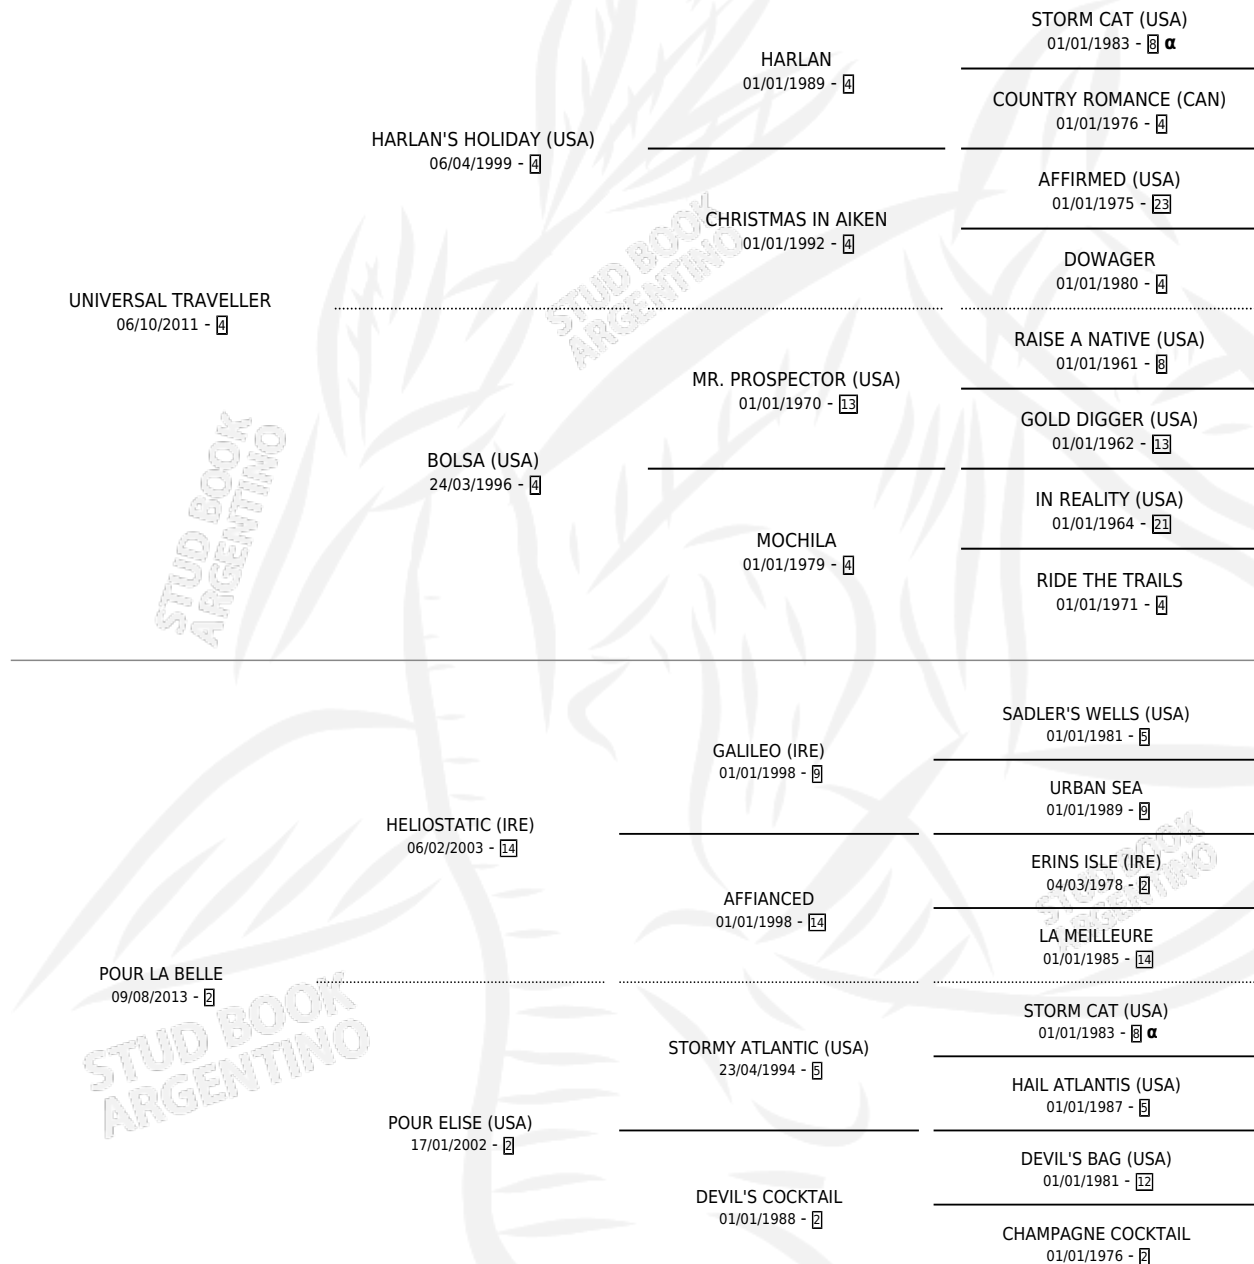 STORM CAT (USA)
01/01/1983 - 8 α
HARLAN
01/01/1989 - 4
COUNTRY ROMANCE (CAN)
01/01/1976 - 4
HARLAN'S HOLIDAY (USA)
06/04/1999 - 4
AFFIRMED (USA)
01/01/1975 - 23
CHRISTMAS IN AIKEN
01/01/1992 - 4
DOWAGER
01/01/1980 - 4
UNIVERSAL TRAVELLER
06/10/2011 - 4
RAISE A NATIVE (USA)
01/01/1961 - 8
MR. PROSPECTOR (USA)
01/01/1970 - 13
GOLD DIGGER (USA)
01/01/1962 - 13
BOLSA (USA)
24/03/1996 - 4
IN REALITY (USA)
01/01/1964 - 21
MOCHILA
01/01/1979 - 4
RIDE THE TRAILS
01/01/1971 - 4
STUD BOOK
ARGENTINO
STUD BOOK
ARGENTINO
SADLER'S WELLS (USA)
01/01/1981 - 5
GALILEO (IRE)
01/01/1998 - 9
URBAN SEA
01/01/1989 - 9
HELIOSTATIC (IRE)
06/02/2003 - 14
ERINS ISLE (IRE)
04/03/1978 - 2
AFFIANCED
01/01/1998 - 14
LA MEILLEURE
01/01/1985 - 14
POUR LA BELLE
09/08/2013 - 2
STORM CAT (USA)
01/01/1983 - 8 α
STORMY ATLANTIC (USA)
23/04/1994 - 5
HAIL ATLANTIS (USA)
01/01/1987 - 5
POUR ELISE (USA)
17/01/2002 - 2
DEVIL'S BAG (USA)
01/01/1981 - 12
DEVIL'S COCKTAIL
01/01/1988 - 2
CHAMPAGNE COCKTAIL
01/01/1976 - 2
STUD BOOK
ARGENTINO
STUD BOOK
ARGENTINO